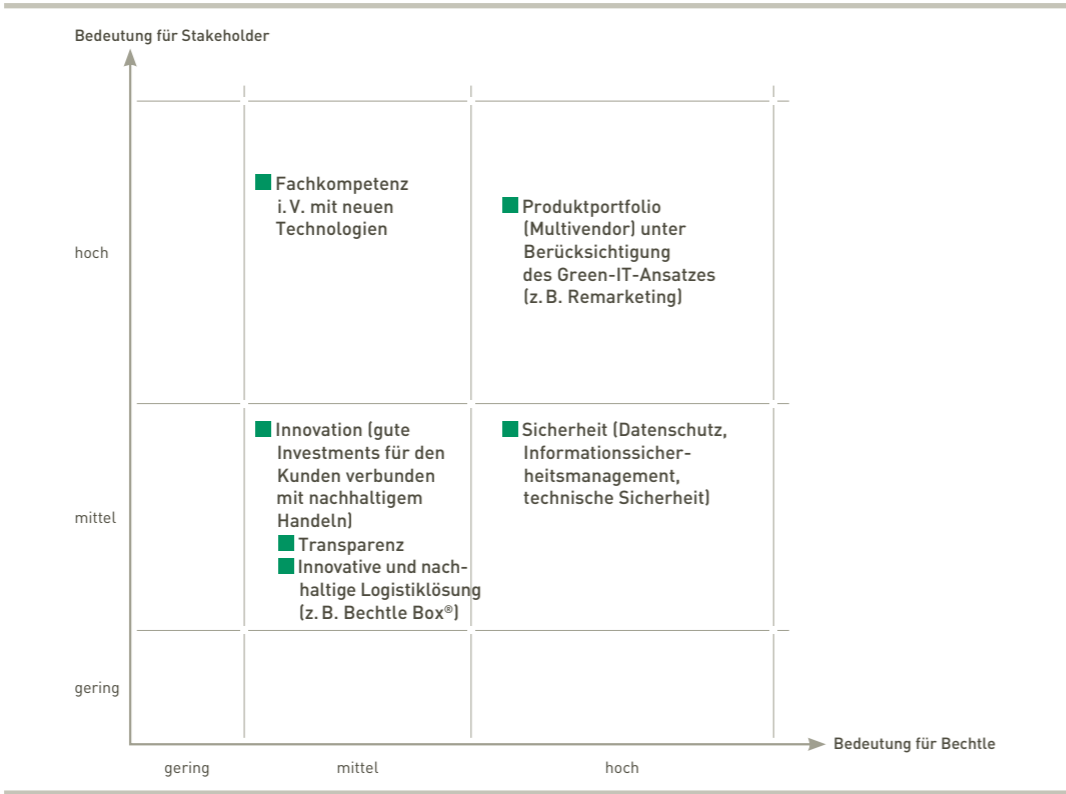 Bedeutung für Stakeholder
hoch
Fachkompetenz
i. V. mit neuen
Technologien
Produktportfolio
(Multivendor) unter
Berücksichtigung
des Green-IT-Ansatzes
(z. B. Remarketing)
mittel
Innovation (gute
Investments für den
Kunden verbunden
mit nachhaltigem
Handeln)
Transparenz
Innovative und nach-
haltige Logistiklösung
(z. B. Bechtle Box®)
Sicherheit (Datenschutz,
Informationssicher-
heitsmanagement,
technische Sicherheit)
gering
Bedeutung für Bechtle
gering mittel hoch